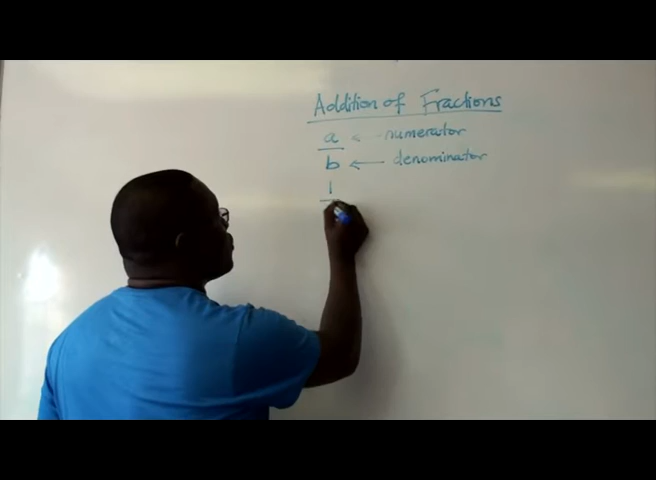 Addition of Fractions
a ← numerator
b ← denominator
1